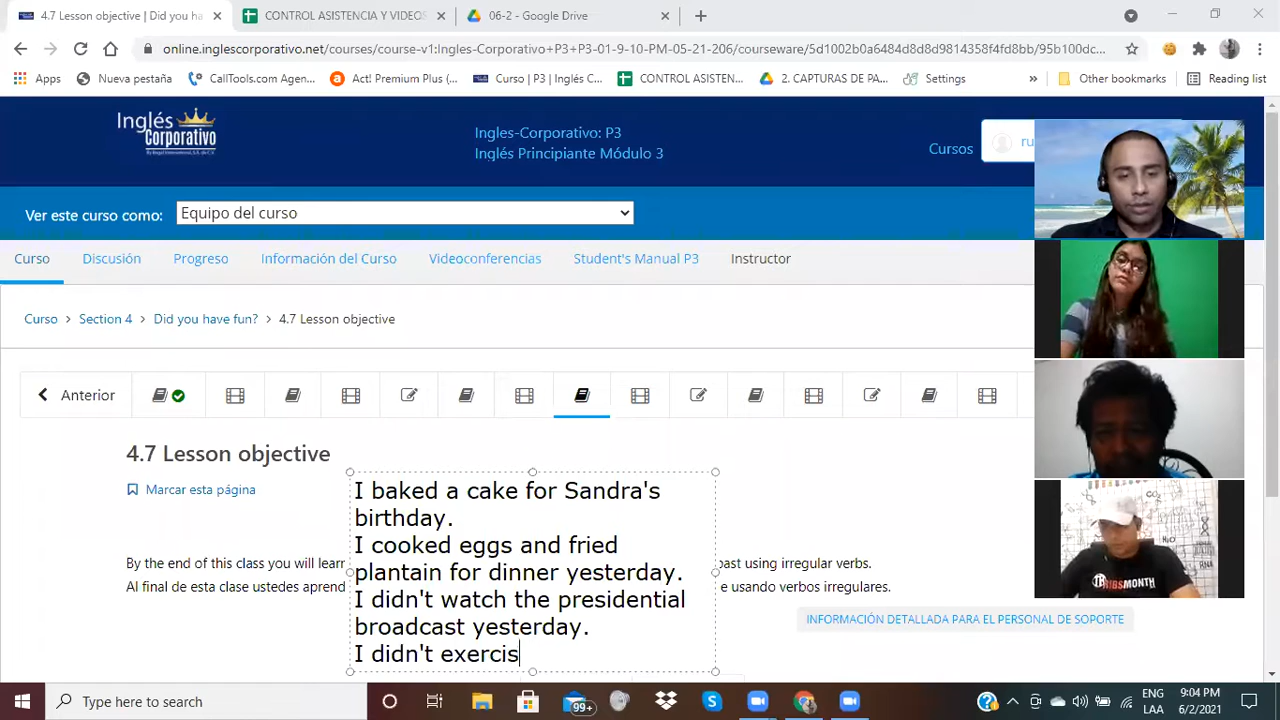 4.7 Lesson objective | Did you ha
CONTROL ASISTENCIA Y VIDEOS
06-2 - Google Drive
online.inglescorporativo.net/courses/course-v1:Ingles-Corporativo+P3+P3-01-9-10-PM-05-21-206/courseware/5d1002b0a6484d8d8d9814358f4fd8bb/95b100dc...
Apps
Nueva pestaña
CallTools.com Agen...
Act! Premium Plus (...
Curso | P3 | Inglés C...
CONTROL ASISTEN...
2. CAPTURAS DE PA...
Settings
»
Other bookmarks
Reading list
Inglés
Corporativo
Ingles-Corporativo: P3
Inglés Principiante Módulo 3
Cursos
ru
Ver este curso como:
Equipo del curso
Curso
Discusión
Progreso
Información del Curso
Videoconferencias
Student's Manual P3
Instructor
Curso > Section 4 > Did you have fun? > 4.7 Lesson objective
Anterior
4.7 Lesson objective
Marcar esta página
I baked a cake for Sandra's
birthday.
I cooked eggs and fried
plantain for dinner yesterday.
I didn't watch the presidential
broadcast yesterday.
I didn't exercis
By the end of this class you will learn
ast using irregular verbs.
Al final de esta clase ustedes aprend
e usando verbos irregulares.
INFORMACIÓN DETALLADA PARA EL PERSONAL DE SOPORTE
CO2
H2O
RNA
MONTH
Type here to search
99+
ENG
LAA
9:04 PM
6/2/2021